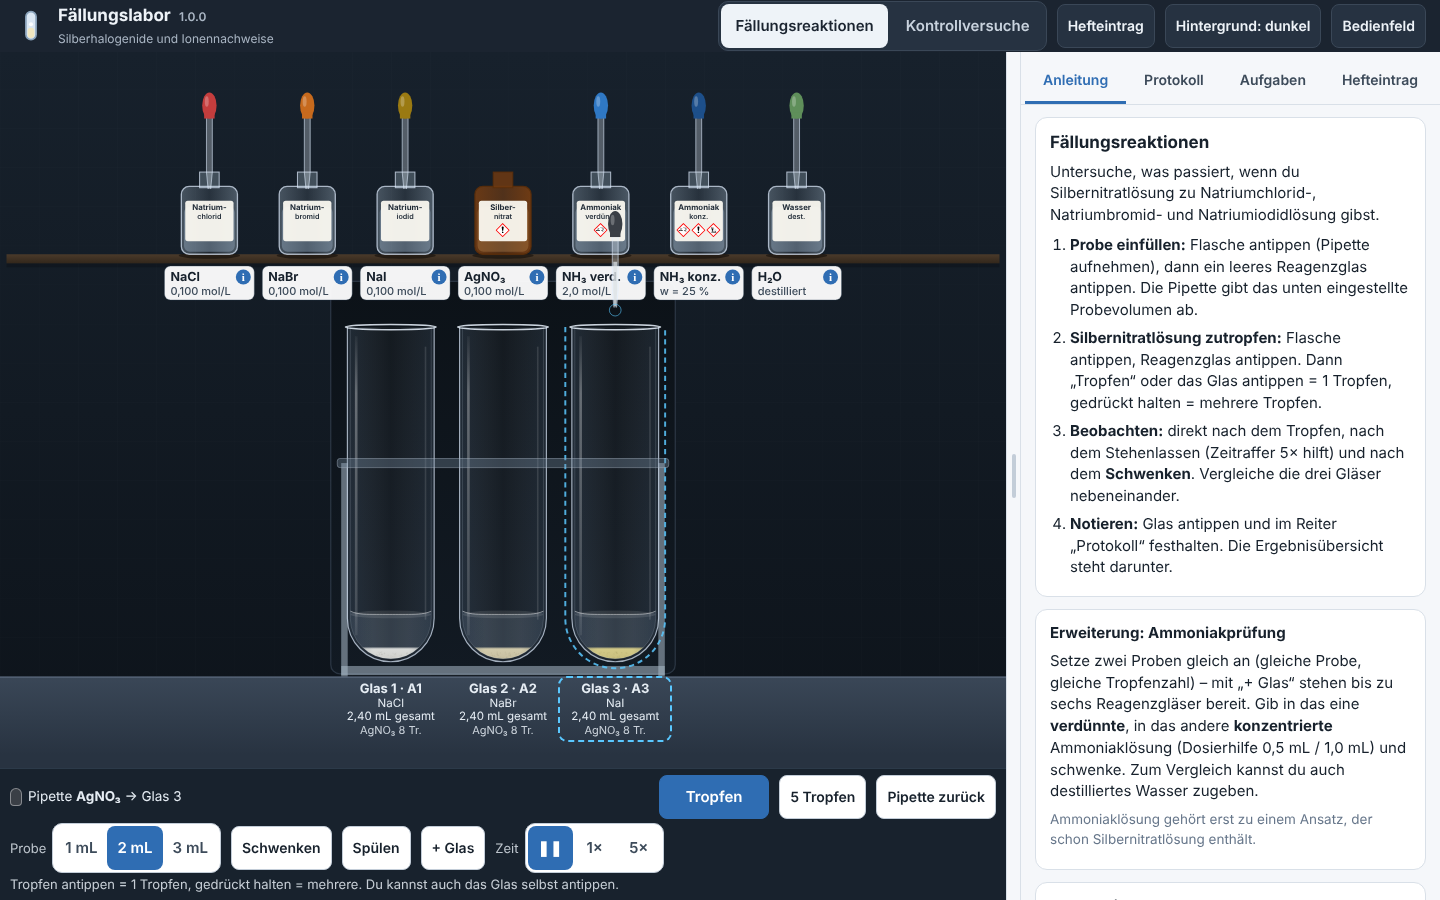 Fällungslabor 1.0.0
Silberhalogenide und Ionennachweise
Fällungsreaktionen
Kontrollversuche
Hefteintrag
Hintergrund: dunkel
Bedienfeld
Natrium-
chlorid
Natrium-
bromid
Natrium-
iodid
Silber-
nitrat
Ammoniak
Ammoniak
konz.
Wasser
dest.
NaCl
0,100 mol/L
NaBr
0,100 mol/L
NaI
0,100 mol/L
AgNO₃
0,100 mol/L
NH₃ verd.
2,0 mol/L
NH₃ konz.
w = 25 %
H₂O
destilliert
Glas 1 · A1
NaCl
2,40 mL gesamt
AgNO₃ 8 Tr.
Glas 2 · A2
NaBr
2,40 mL gesamt
AgNO₃ 8 Tr.
Glas 3 · A3
NaI
2,40 mL gesamt
AgNO₃ 8 Tr.
Pipette AgNO₃ → Glas 3
Tropfen
5 Tropfen
Pipette zurück
Probe
1 mL
2 mL
3 mL
Schwenken
Spülen
+ Glas
Zeit
1×
5×
Tropfen antippen = 1 Tropfen, gedrückt halten = mehrere. Du kannst auch das Glas selbst antippen.
Anleitung
Protokoll
Aufgaben
Hefteintrag
Fällungsreaktionen
Untersuche, was passiert, wenn du
Silbernitratlösung zu Natriumchlorid-,
Natriumbromid- und Natriumiodidlösung gibst.
1. Probe einfüllen: Flasche antippen (Pipette
aufnehmen), dann ein leeres Reagenzglas
antippen. Die Pipette gibt das unten eingestellte
Probevolumen ab.
2. Silbernitratlösung zutropfen: Flasche
antippen, Reagenzglas antippen. Dann
„Tropfen“ oder das Glas antippen = 1 Tropfen,
gedrückt halten = mehrere Tropfen.
3. Beobachten: direkt nach dem Tropfen, nach
dem Stehenlassen (Zeitraffer 5× hilft) und nach
dem Schwenken. Vergleiche die drei Gläser
nebeneinander.
4. Notieren: Glas antippen und im Reiter
„Protokoll“ festhalten. Die Ergebnisübersicht
steht darunter.
Erweiterung: Ammoniakprüfung
Setze zwei Proben gleich an (gleiche Probe,
gleiche Tropfenzahl) – mit „+ Glas“ stehen bis zu
sechs Reagenzgläser bereit. Gib in das eine
verdünnte, in das andere konzentrierte
Ammoniaklösung (Dosierhilfe 0,5 mL / 1,0 mL) und
schwenke. Zum Vergleich kannst du auch
destilliertes Wasser zugeben.
Ammoniaklösung gehört erst zu einem Ansatz, der
schon Silbernitratlösung enthält.